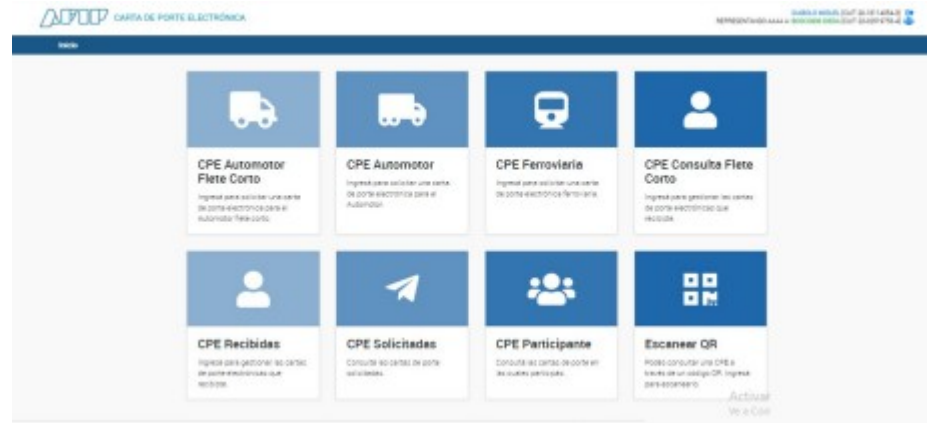 AFIP CARTA DE PORTE ELECTRÓNICA
REPRESENTANDO
Inicio
CPE Automotor
Flete Corto
Ingresá para solicitar una carta
de porte electrónica para el
Automotor flete corto.
CPE Automotor
Ingresá para solicitar una carta
de porte electrónica para el
Automotor.
CPE Ferroviaria
Ingresá para solicitar una carta
de porte electrónica ferroviaria.
CPE Consulta Flete
Corto
Ingresá para gestionar las cartas
de porte electrónicas que
recibiste.
CPE Recibidas
Ingresá para gestionar las cartas
de porte electrónicas que
recibiste.
CPE Solicitadas
Consultá las cartas de porte
solicitadas.
CPE Participante
Consultá las cartas de porte en
las cuales participás.
Escanear QR
Podés consultar una CPE a
través de un código QR. Ingresá
para escanearlo.
Activar
Ve a Con